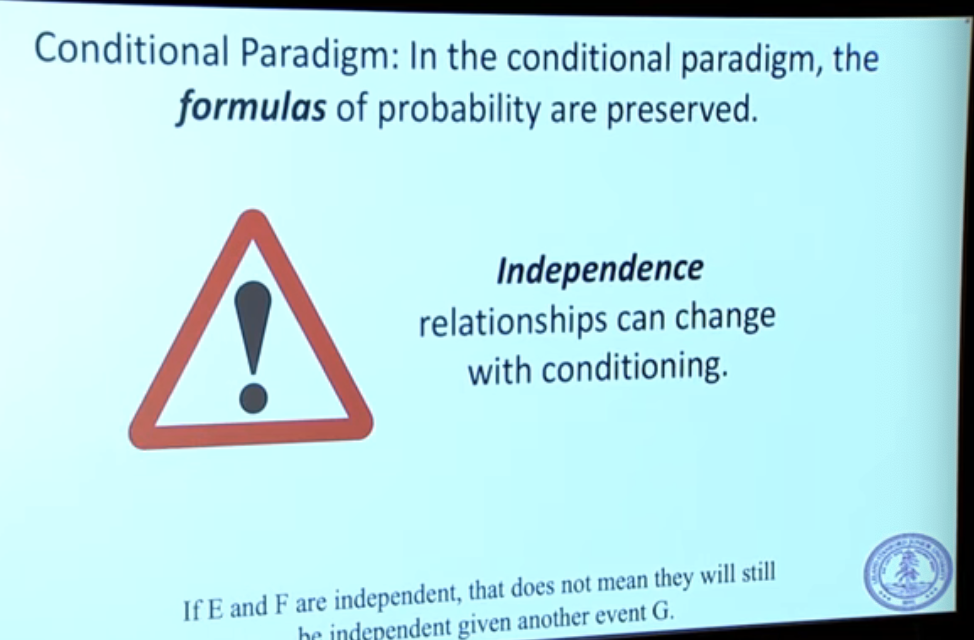 Conditional Paradigm: In the conditional paradigm, the
formulas of probability are preserved.
Independence
relationships can change
with conditioning.
If E and F are independent, that does not mean they will still
be independent given another event G.